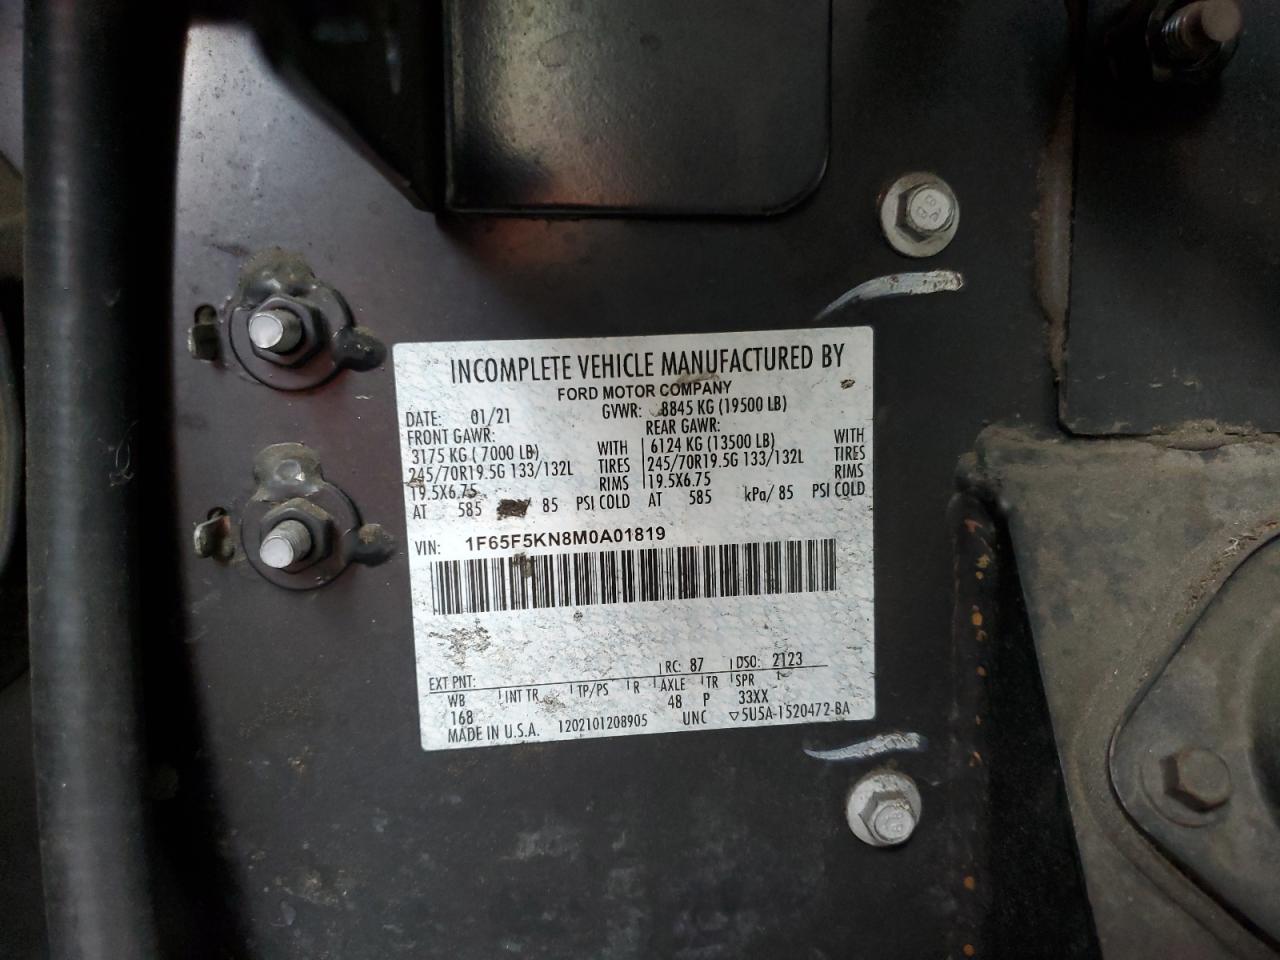 INCOMPLETE VEHICLE MANUFACTURED BY
FORD MOTOR COMPANY
DATE: 01/21 GVWR: 8845 KG (19500 LB)
FRONT GAWR: REAR GAWR:
3175 KG (7000 LB) WITH 6124 KG (13500 LB) WITH
245/70R19.5G 133/132L TIRES 245/70R19.5G 133/132L TIRES
19.5X6.75 RIMS 19.5X6.75 RIMS
AT 585 85 PSI COLD AT 585 kPa/ 85 PSI COLD
VIN: 1F65F5KN8M0A01819
RC: 87 DSO: 2123
EXT PNT:
WB INT TR TP/PS R AXLE TR SPR
168 48 P 33XX
MADE IN U.S.A. 1202101208905 UNC ▽5U5A-1520472-BA